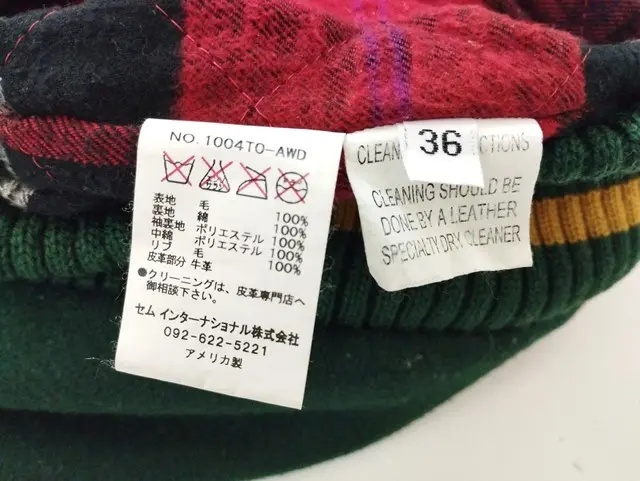 NO. 1004TO-AWD
表地 毛 100%
裏地 綿 100%
袖裏地 ポリエステル 100%
中綿 ポリエステル 100%
リブ 毛 100%
皮革部分 牛革 100%
●クリーニングは、皮革専門店へ
御相談下さい。
セム インターナショナル株式会社
092-622-5221
アメリカ製
36
CLEANING SHOULD BE
DONE BY A LEATHER
SPECIALTY DRY CLEANER